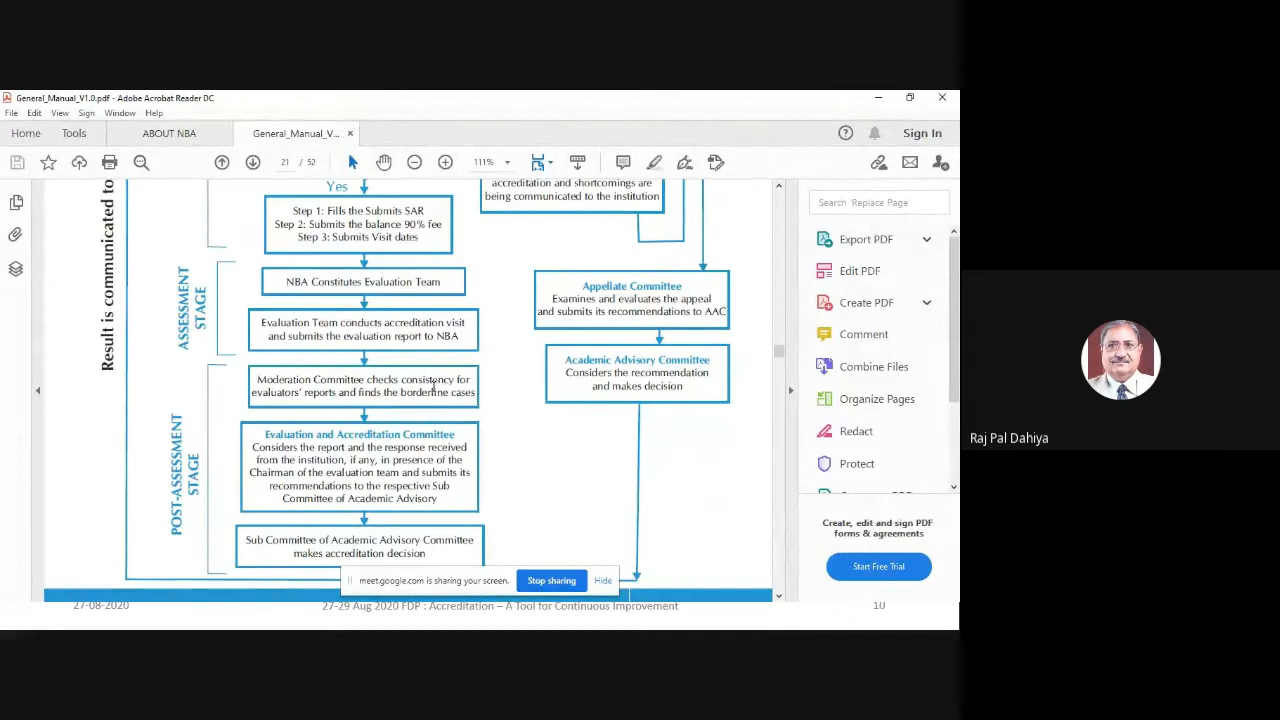 General_Manual_V1.0.pdf - Adobe Acrobat Reader DC
File Edit View Sign Window Help
Home Tools ABOUT NBA General_Manual_V... × Sign In
21 / 52 111%
Result is communicated to
Yes
Step 1: Fills the Submits SAR
Step 2: Submits the balance 90% fee
Step 3: Submits Visit dates
ASSESSMENT
STAGE
NBA Constitutes Evaluation Team
Evaluation Team conducts accreditation visit
and submits the evaluation report to NBA
POST-ASSESSMENT
STAGE
Moderation Committee checks consistency for
evaluators' reports and finds the borderline cases
Evaluation and Accreditation Committee
Considers the report and the response received
from the institution, if any, in presence of the
Chairman of the evaluation team and submits its
recommendations to the respective Sub
Committee of Academic Advisory
Sub Committee of Academic Advisory Committee
makes accreditation decision
accreditation and shortcomings are
being communicated to the institution
Appellate Committee
Examines and evaluates the appeal
and submits its recommendations to AAC
Academic Advisory Committee
Considers the recommendation
and makes decision
Search 'Replace Page'
Export PDF
Edit PDF
Create PDF
Comment
Combine Files
Organize Pages
Redact
Protect
Create, edit and sign PDF
forms & agreements
Start Free Trial
meet.google.com is sharing your screen. Stop sharing Hide
27-08-2020 27-29 Aug 2020 FDP : Accreditation – A Tool for Continuous Improvement 10
Raj Pal Dahiya